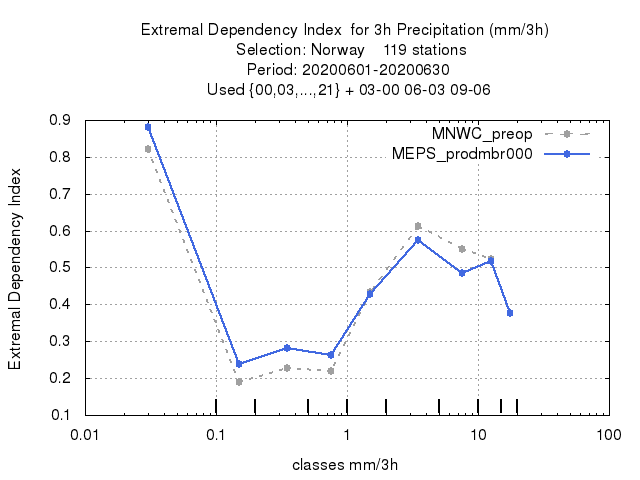 Extremal Dependency Index  for 3h Precipitation (mm/3h)
Selection: Norway    119 stations
Period: 20200601-20200630
Used {00,03,...,21} + 03-00 06-03 09-06
MNWC_preop
MEPS_prodmbr000
Extremal Dependency Index
0.9
0.8
0.7
0.6
0.5
0.4
0.3
0.2
0.1
0.01 0.1 1 10 100
classes mm/3h